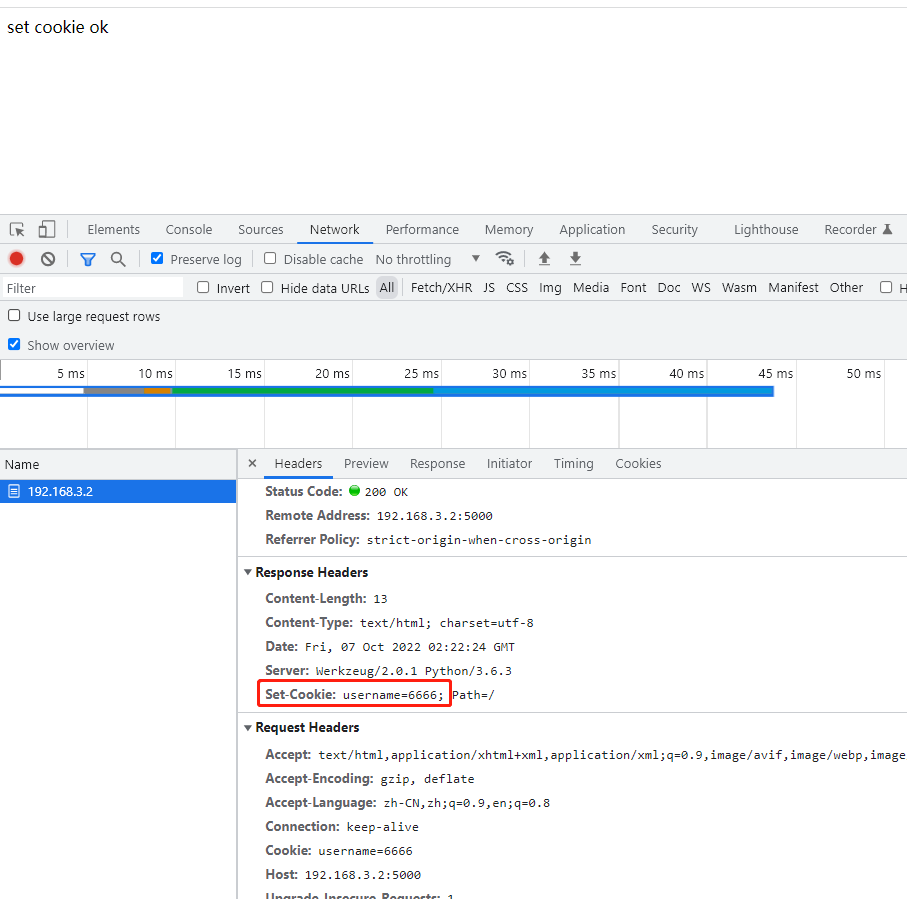 set cookie ok
Elements Console Sources Network Performance Memory Application Security Lighthouse Recorder
Preserve log Disable cache No throttling
Filter Invert Hide data URLs All Fetch/XHR JS CSS Img Media Font Doc WS Wasm Manifest Other H
Use large request rows
Show overview
5 ms 10 ms 15 ms 20 ms 25 ms 30 ms 35 ms 40 ms 45 ms 50 ms
Name
192.168.3.2
× Headers Preview Response Initiator Timing Cookies
Status Code: 200 OK
Remote Address: 192.168.3.2:5000
Referrer Policy: strict-origin-when-cross-origin
Response Headers
Content-Length: 13
Content-Type: text/html; charset=utf-8
Date: Fri, 07 Oct 2022 02:22:24 GMT
Server: Werkzeug/2.0.1 Python/3.6.3
Set-Cookie: username=6666; Path=/
Request Headers
Accept: text/html,application/xhtml+xml,application/xml;q=0.9,image/avif,image/webp,image
Accept-Encoding: gzip, deflate
Accept-Language: zh-CN,zh;q=0.9,en;q=0.8
Connection: keep-alive
Cookie: username=6666
Host: 192.168.3.2:5000
Upgrade-Insecure-Requests: 1